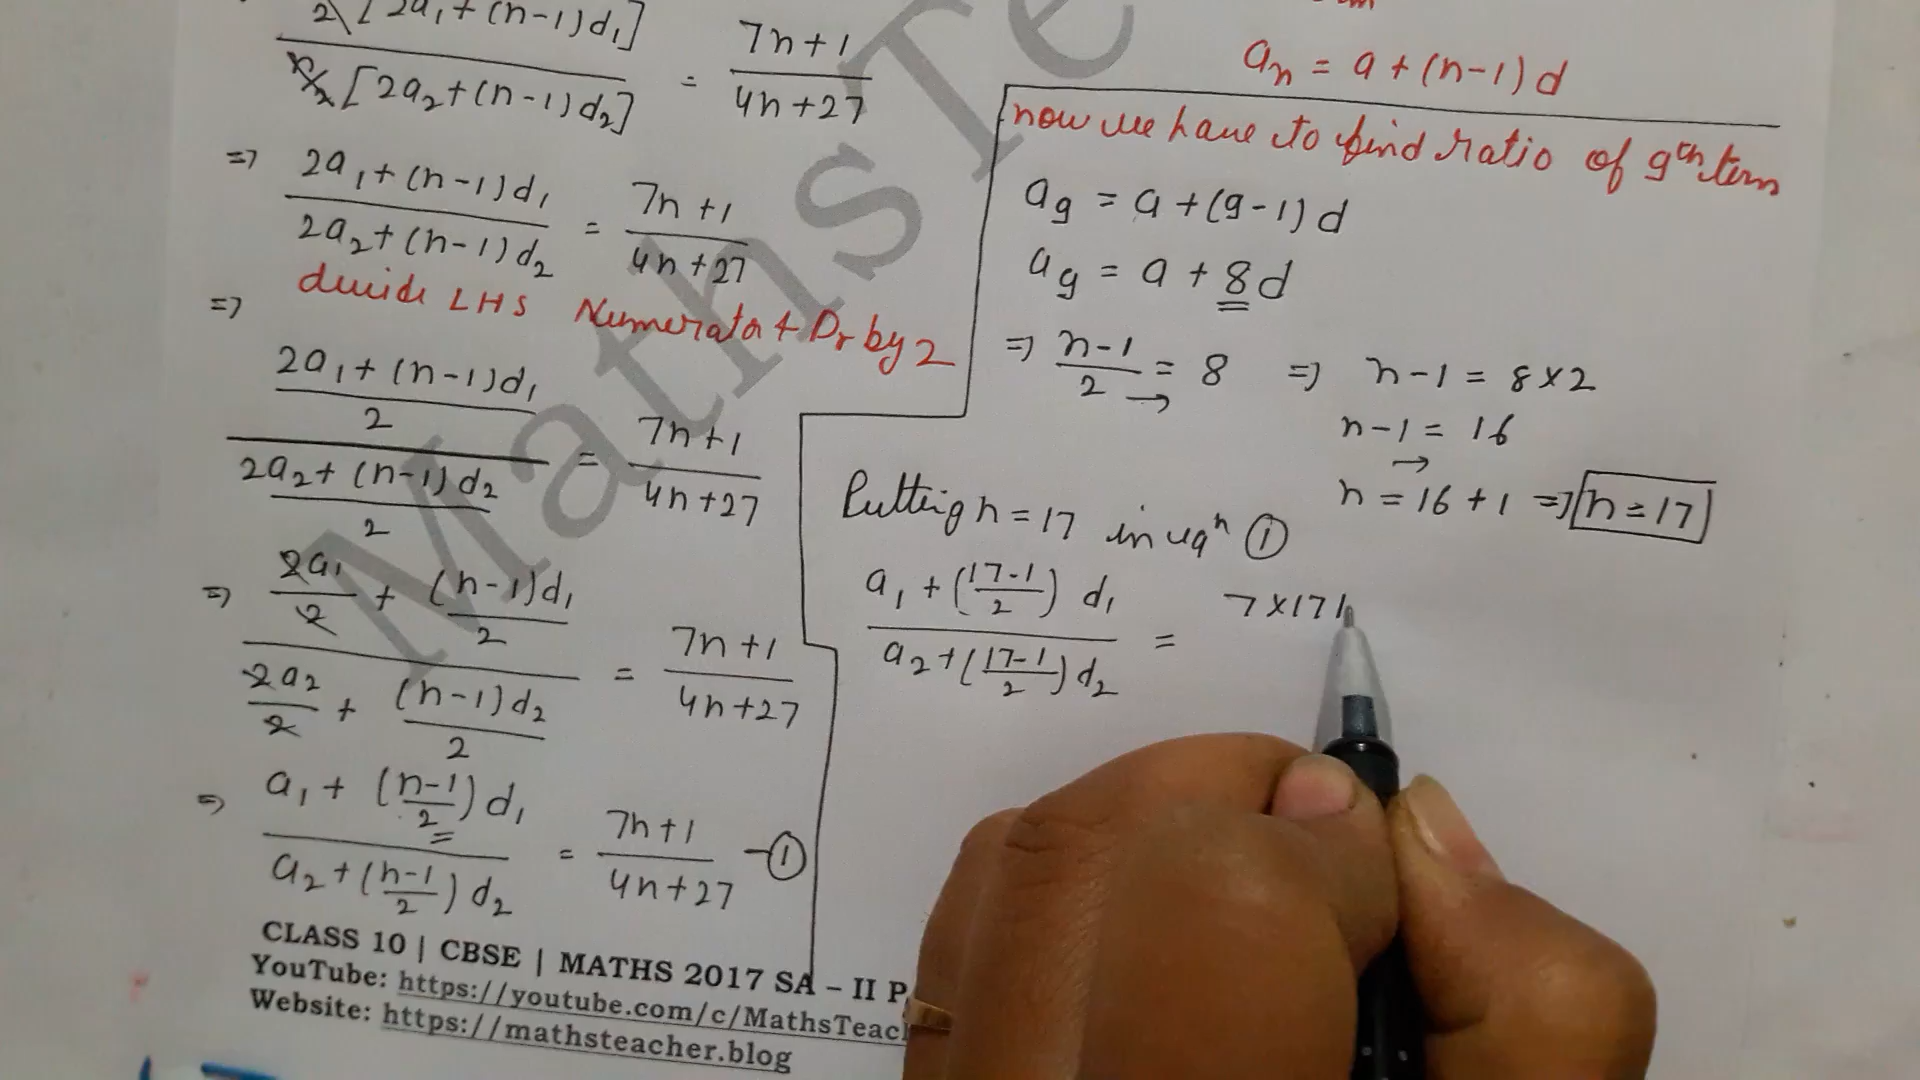 2 [2a₁+(n-1)d₁] / n/2 [2a₂+(n-1)d₂] = 7n+1 / 4n+27
=> 2a₁+(n-1)d₁ / 2a₂+(n-1)d₂ = 7n+1 / 4n+27
=> divide LHS Numerator + Dr by 2
2a₁+(n-1)d₁ / 2 / 2a₂+(n-1)d₂ / 2 = 7n+1 / 4n+27
=> 2a₁/2 + (n-1)d₁/2 / 2a₂/2 + (n-1)d₂/2 = 7n+1 / 4n+27
=> a₁ + (n-1/2)d₁ / a₂+(n-1/2)d₂ = 7n+1 / 4n+27 —①
CLASS 10 | CBSE | MATHS 2017 SA – II P
YouTube: https://youtube.com/c/MathsTeac
Website: https://mathsteacher.blog
aₙ = a+(n-1)d
now we have to find ratio of 9th term
a₉ = a+(9-1)d
a₉ = a + 8d
=> n-1/2 = 8 => n-1 = 8×2
n-1 = 16
n = 16+1 => n=17
Putting n=17 in eqⁿ ①
a₁ + (17-1/2) d₁ / a₂+(17-1/2)d₂ = 7×17
Maths Te